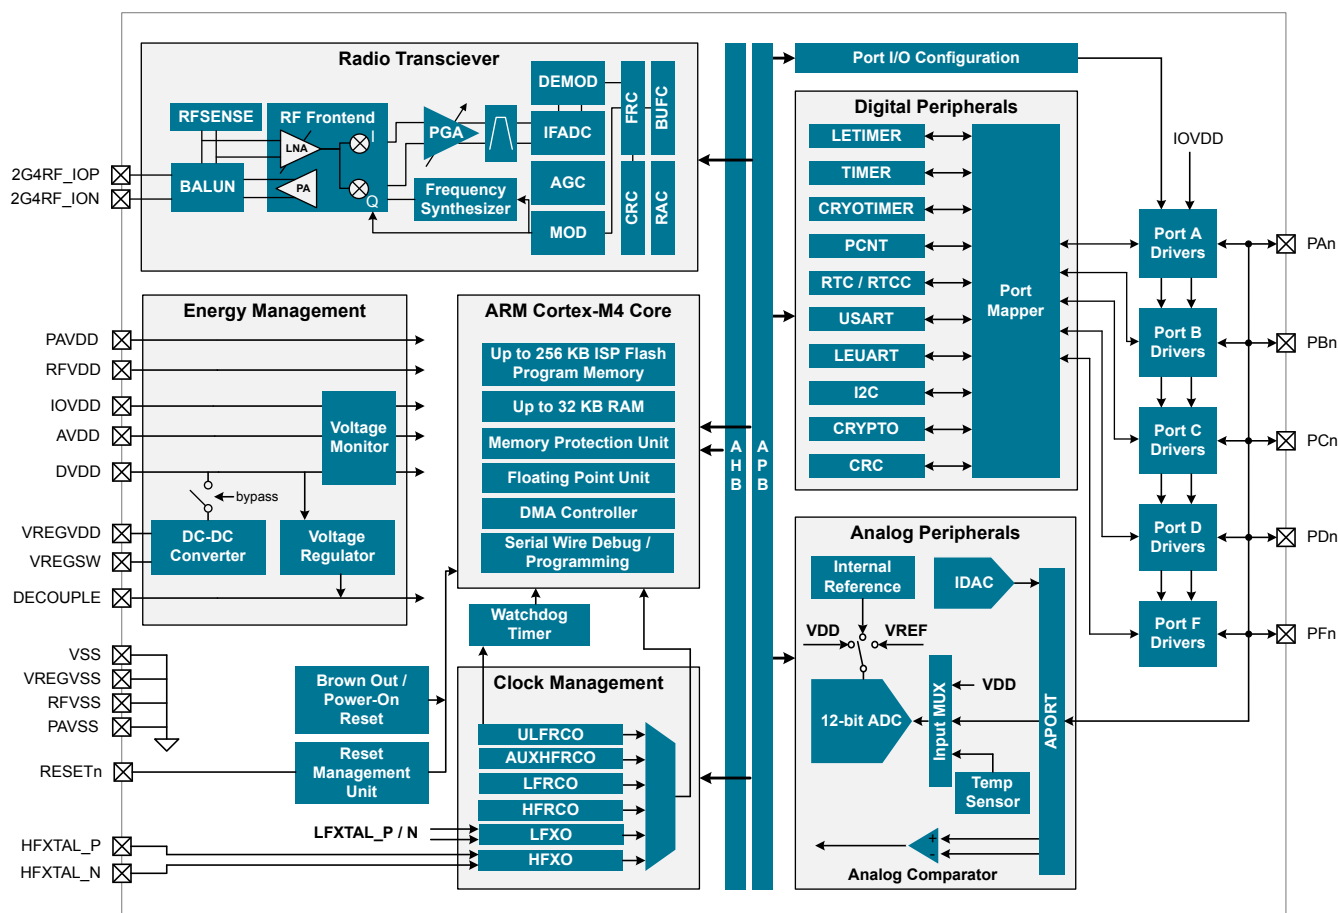 Radio Transciever
RFSENSE
RF Frontend
LNA
I
PA
Q
BALUN
PGA
DEMOD
IFADC
AGC
MOD
Frequency
Synthesizer
FRC
BUFC
CRC
RAC
2G4RF_IOP
2G4RF_ION
Energy Management
PAVDD
RFVDD
IOVDD
AVDD
DVDD
VREGVDD
VREGSW
DECOUPLE
Voltage
Monitor
bypass
DC-DC
Converter
Voltage
Regulator
VSS
VREGVSS
RFVSS
PAVSS
RESETn
HFXTAL_P
HFXTAL_N
Brown Out /
Power-On
Reset
Reset
Management
Unit
LFXTAL_P / N
ARM Cortex-M4 Core
Up to 256 KB ISP Flash
Program Memory
Up to 32 KB RAM
Memory Protection Unit
Floating Point Unit
DMA Controller
Serial Wire Debug /
Programming
Watchdog
Timer
Clock Management
ULFRCO
AUXHFRCO
LFRCO
HFRCO
LFXO
HFXO
A
H
B
A
P
B
Port I/O Configuration
Digital Peripherals
LETIMER
TIMER
CRYOTIMER
PCNT
RTC / RTCC
USART
LEUART
I2C
CRYPTO
CRC
Port
Mapper
Analog Peripherals
Internal
Reference
IDAC
VDD
VREF
12-bit ADC
Input MUX
VDD
Temp
Sensor
APORT
+
-
Analog Comparator
IOVDD
Port A
Drivers
Port B
Drivers
Port C
Drivers
Port D
Drivers
Port F
Drivers
PAn
PBn
PCn
PDn
PFn